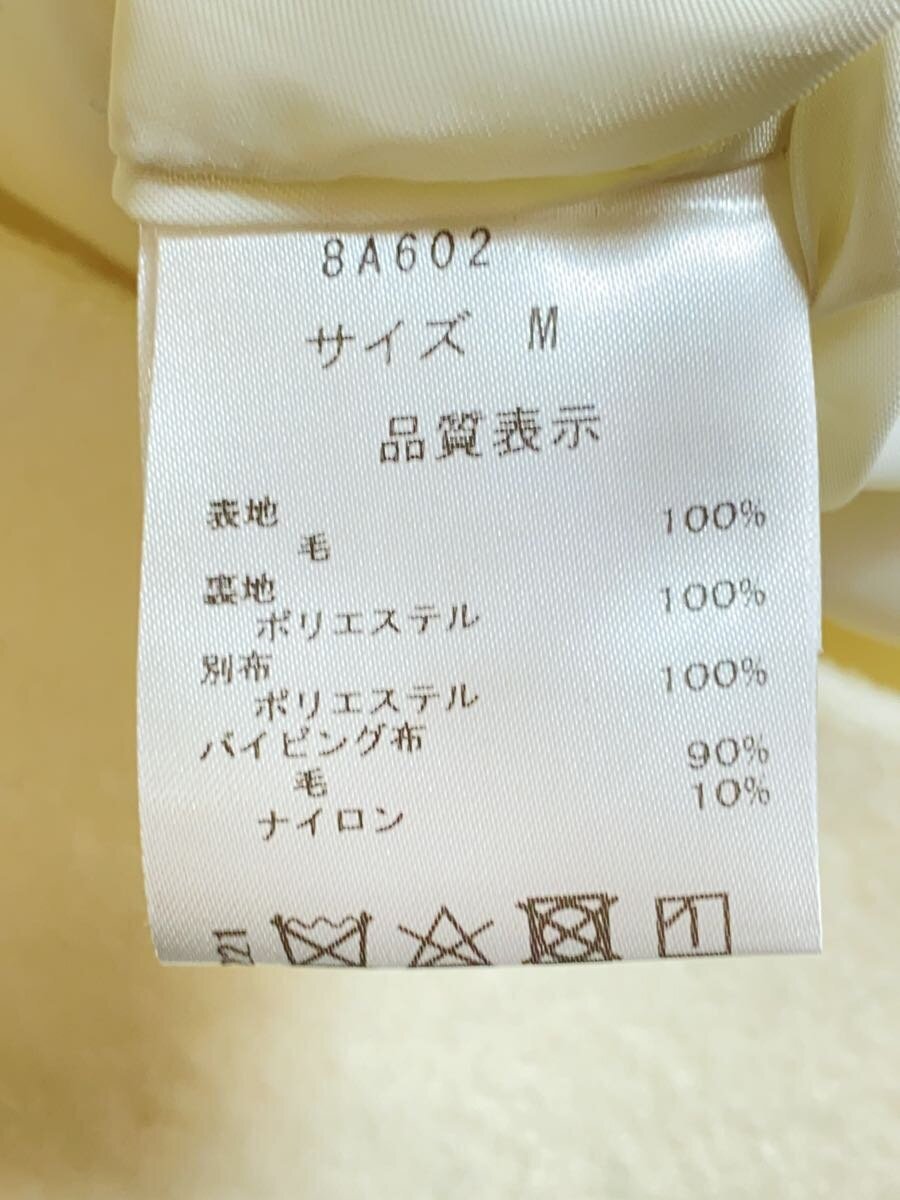 8A602
サイズ M
品質表示
表地
毛 100%
裏地
ポリエステル 100%
別布
ポリエステル 100%
パイピング布
毛 90%
ナイロン 10%